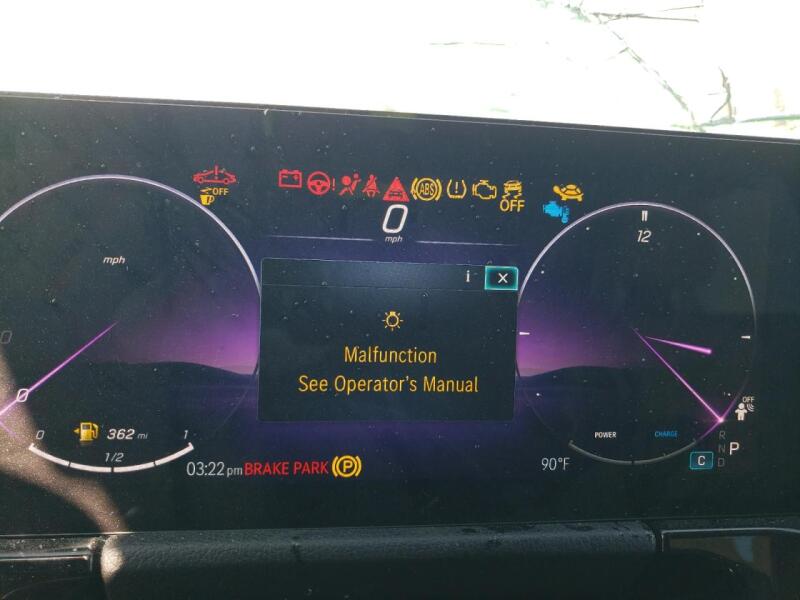 OFF
ABS
OFF
0
mph
12
mph
i X
Malfunction
See Operator's Manual
0
OFF
0 362 mi 1
1/2
POWER CHARGE
R
N P
C D
03:22 pm BRAKE PARK P
90°F